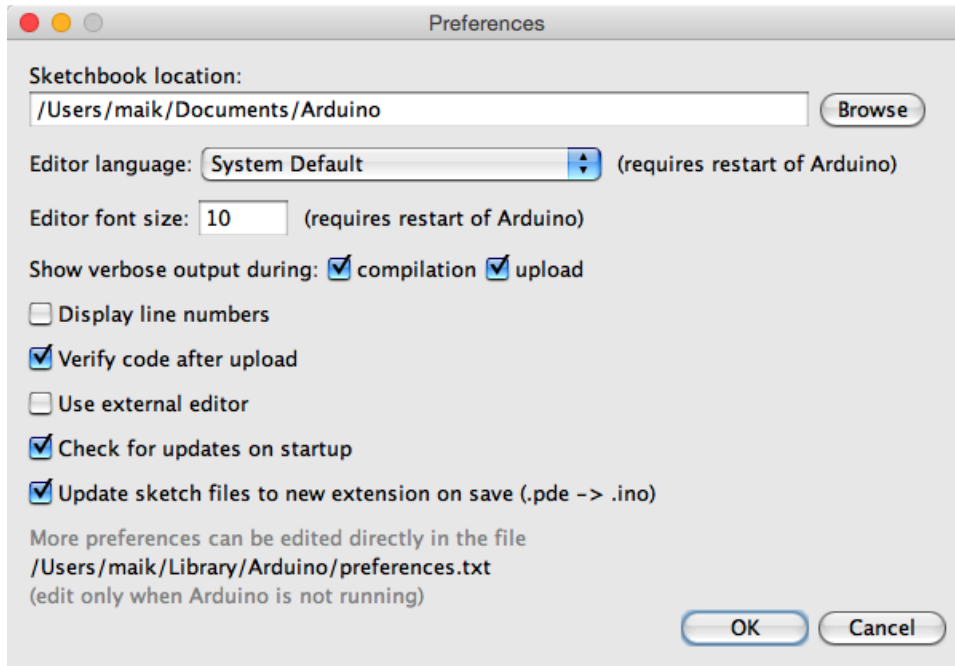 Preferences
Sketchbook location:
/Users/maik/Documents/Arduino Browse
Editor language: System Default (requires restart of Arduino)
Editor font size: 10 (requires restart of Arduino)
Show verbose output during: compilation upload
Display line numbers
Verify code after upload
Use external editor
Check for updates on startup
Update sketch files to new extension on save (.pde -> .ino)
More preferences can be edited directly in the file
/Users/maik/Library/Arduino/preferences.txt
(edit only when Arduino is not running)
OK Cancel